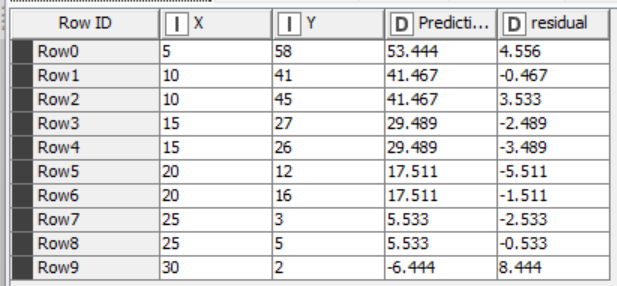 Row ID I X I Y D Predicti... D residual
Row0 5 58 53.444 4.556
Row1 10 41 41.467 -0.467
Row2 10 45 41.467 3.533
Row3 15 27 29.489 -2.489
Row4 15 26 29.489 -3.489
Row5 20 12 17.511 -5.511
Row6 20 16 17.511 -1.511
Row7 25 3 5.533 -2.533
Row8 25 5 5.533 -0.533
Row9 30 2 -6.444 8.444